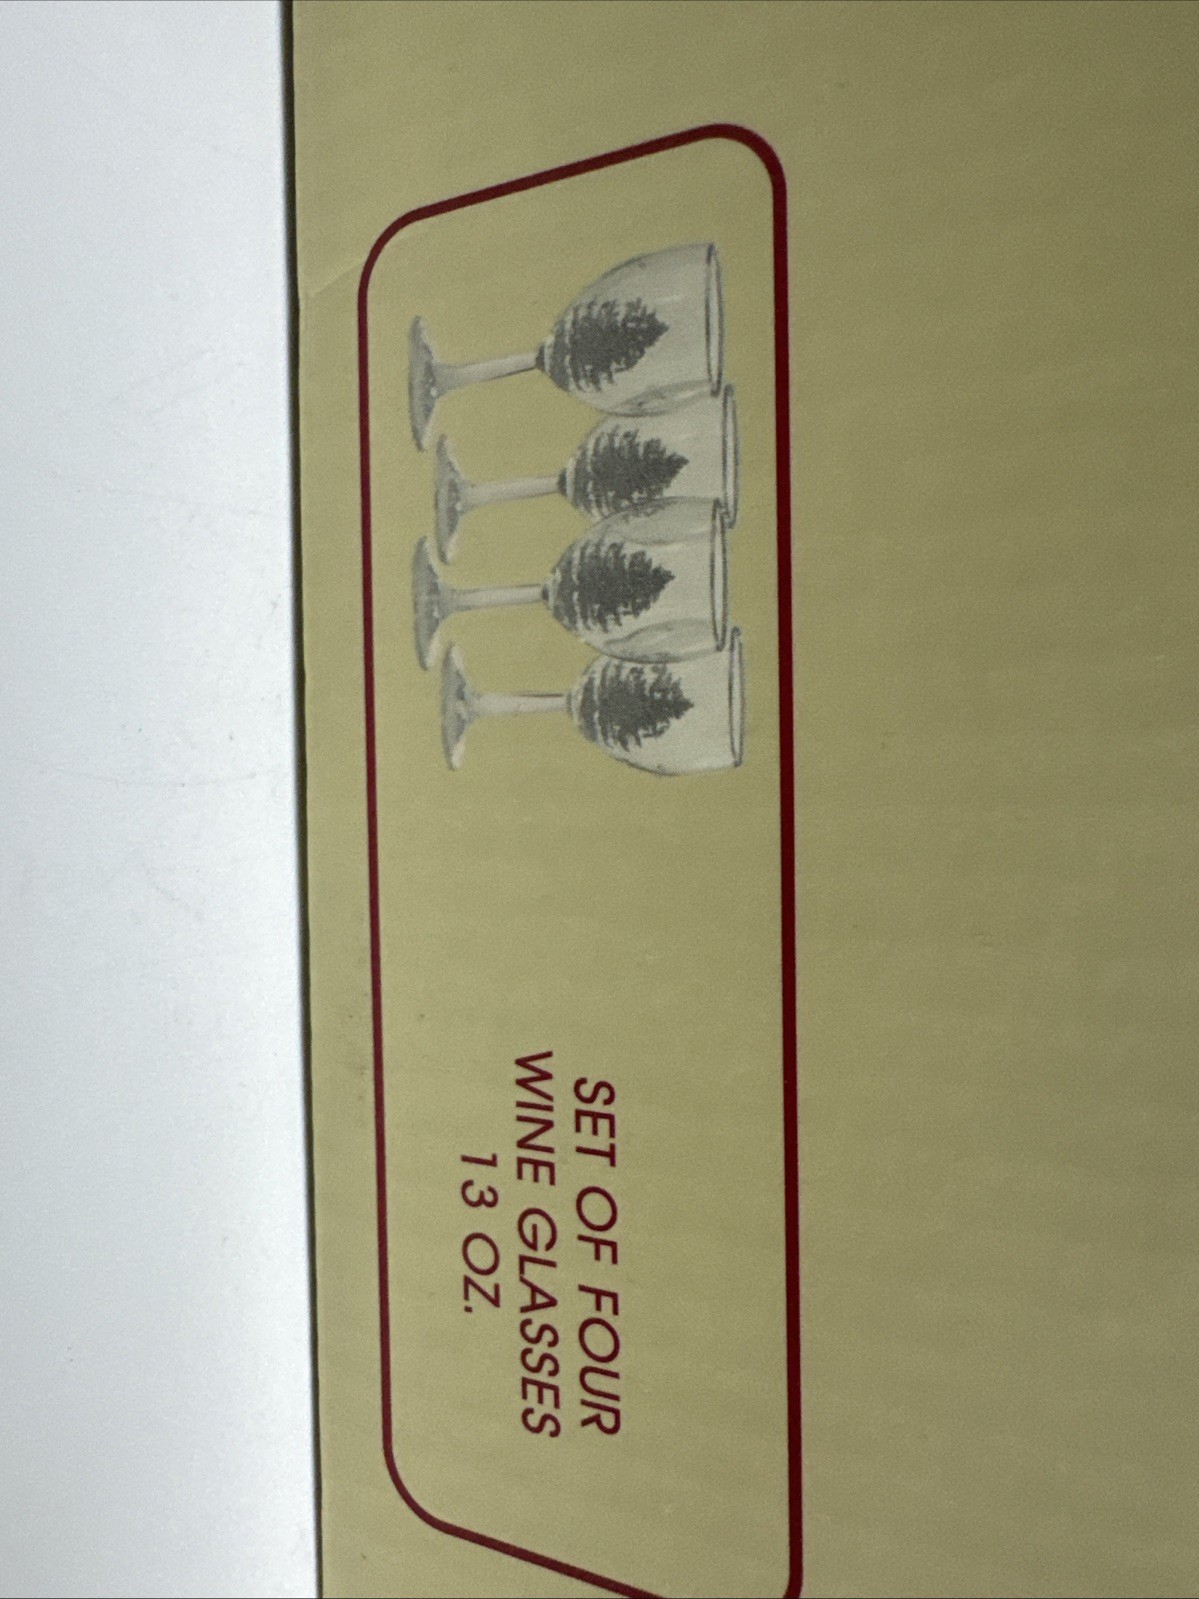 SET OF FOUR
WINE GLASSES
13 OZ.